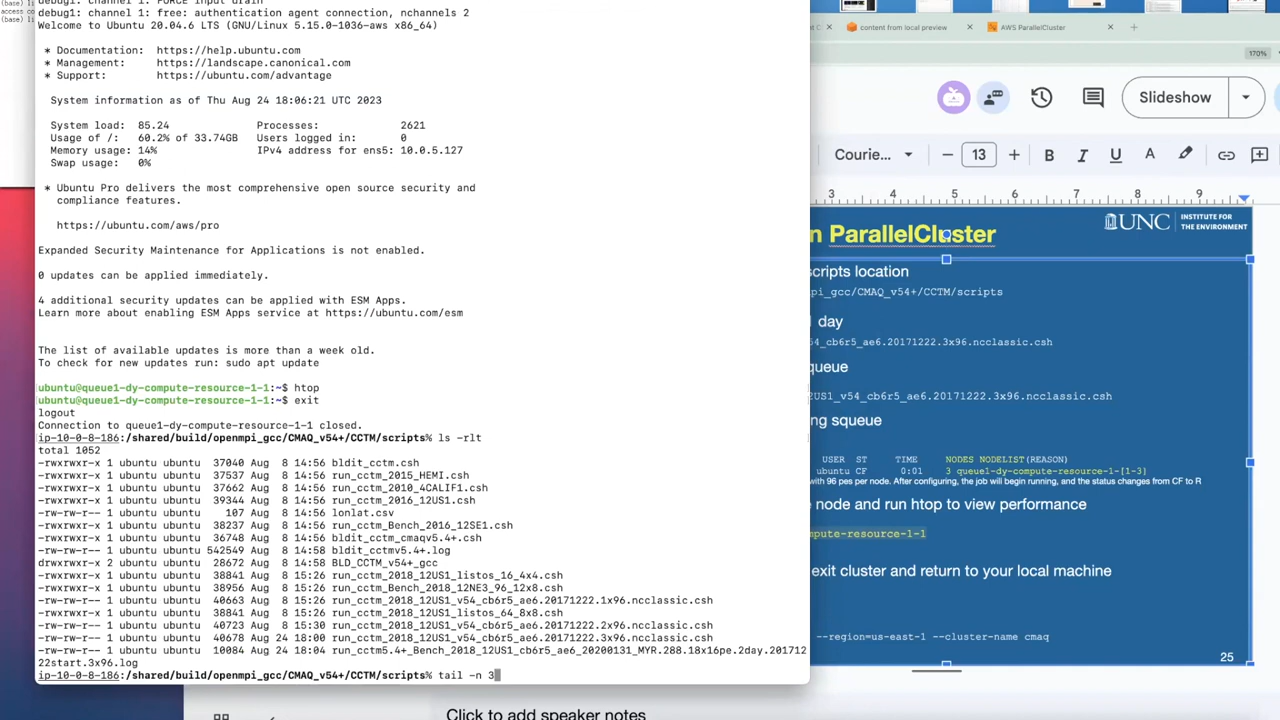 (base) li
access co
(base) li
debug1: channel 1: FORCE input drain
debug1: channel 1: free: authentication agent connection, nchannels 2
Welcome to Ubuntu 20.04.6 LTS (GNU/Linux 5.15.0-1036-aws x86_64)
* Documentation: https://help.ubuntu.com
* Management: https://landscape.canonical.com
* Support: https://ubuntu.com/advantage
System information as of Thu Aug 24 18:06:21 UTC 2023
System load: 85.24 Processes: 2621
Usage of /: 60.2% of 33.74GB Users logged in: 0
Memory usage: 14% IPv4 address for ens5: 10.0.5.127
Swap usage: 0%
* Ubuntu Pro delivers the most comprehensive open source security and
compliance features.
https://ubuntu.com/aws/pro
Expanded Security Maintenance for Applications is not enabled.
0 updates can be applied immediately.
4 additional security updates can be applied with ESM Apps.
Learn more about enabling ESM Apps service at https://ubuntu.com/esm
The list of available updates is more than a week old.
To check for new updates run: sudo apt update
ubuntu@queue1-dy-compute-resource-1-1:~$ htop
ubuntu@queue1-dy-compute-resource-1-1:~$ exit
logout
Connection to queue1-dy-compute-resource-1-1 closed.
ip-10-0-8-186:/shared/build/openmpi_gcc/CMAQ_v54+/CCTM/scripts% ls -rlt
total 1052
-rwxrwxr-x 1 ubuntu ubuntu 37040 Aug 8 14:56 bldit_cctm.csh
-rwxrwxr-x 1 ubuntu ubuntu 37537 Aug 8 14:56 run_cctm_2015_HEMI.csh
-rwxrwxr-x 1 ubuntu ubuntu 37662 Aug 8 14:56 run_cctm_2010_4CALIF1.csh
-rwxrwxr-x 1 ubuntu ubuntu 39344 Aug 8 14:56 run_cctm_2016_12US1.csh
-rw-rw-r-- 1 ubuntu ubuntu 107 Aug 8 14:56 lonlat.csv
-rwxrwxr-x 1 ubuntu ubuntu 38237 Aug 8 14:56 run_cctm_Bench_2016_12SE1.csh
-rwxrwxr-x 1 ubuntu ubuntu 36748 Aug 8 14:56 bldit_cctm_cmaqv5.4+.csh
-rw-rw-r-- 1 ubuntu ubuntu 542549 Aug 8 14:58 bldit_cctmv5.4+.log
drwxrwxr-x 2 ubuntu ubuntu 28672 Aug 8 14:58 BLD_CCTM_v54+_gcc
-rwxrwxr-x 1 ubuntu ubuntu 38841 Aug 8 15:26 run_cctm_2018_12US1_listos_16_4x4.csh
-rwxrwxr-x 1 ubuntu ubuntu 38956 Aug 8 15:26 run_cctm_Bench_2018_12NE3_96_12x8.csh
-rw-rw-r-- 1 ubuntu ubuntu 40663 Aug 8 15:26 run_cctm_2018_12US1_v54_cb6r5_ae6.20171222.1x96.ncclassic.csh
-rwxrwxr-x 1 ubuntu ubuntu 38841 Aug 8 15:26 run_cctm_2018_12US1_listos_64_8x8.csh
-rw-rw-r-- 1 ubuntu ubuntu 40723 Aug 8 15:30 run_cctm_2018_12US1_v54_cb6r5_ae6.20171222.2x96.ncclassic.csh
-rw-rw-r-- 1 ubuntu ubuntu 40678 Aug 24 18:00 run_cctm_2018_12US1_v54_cb6r5_ae6.20171222.3x96.ncclassic.csh
-rw-rw-r-- 1 ubuntu ubuntu 10084 Aug 24 18:04 run_cctm5.4+_Bench_2018_12US1_cb6r5_ae6_20200131_MYR.288.18x16pe.2day.201712
22start.3x96.log
ip-10-0-8-186:/shared/build/openmpi_gcc/CMAQ_v54+/CCTM/scripts% tail -n 3
content from local preview
AWS ParallelCluster
170%
Slideshow
Courie...
13
B I U A
3 4 5 6 7 8 9
n ParallelCluster
UNC INSTITUTE FOR
THE ENVIRONMENT
scripts location
mpi_gcc/CMAQ_v54+/CCTM/scripts
day
54_cb6r5_ae6.20171222.3x96.ncclassic.csh
queue
12US1_v54_cb6r5_ae6.20171222.3x96.ncclassic.csh
ng squeue
USER ST TIME NODES NODELIST(REASON)
ubuntu CF 0:01 3 queue1-dy-compute-resource-1-[1-3]
with 96 pes per node. After configuring, the job will begin running, and the status changes from CF to R
node and run htop to view performance
mpute-resource-1-1
exit cluster and return to your local machine
--region=us-east-1 --cluster-name cmaq
25
Click to add speaker notes